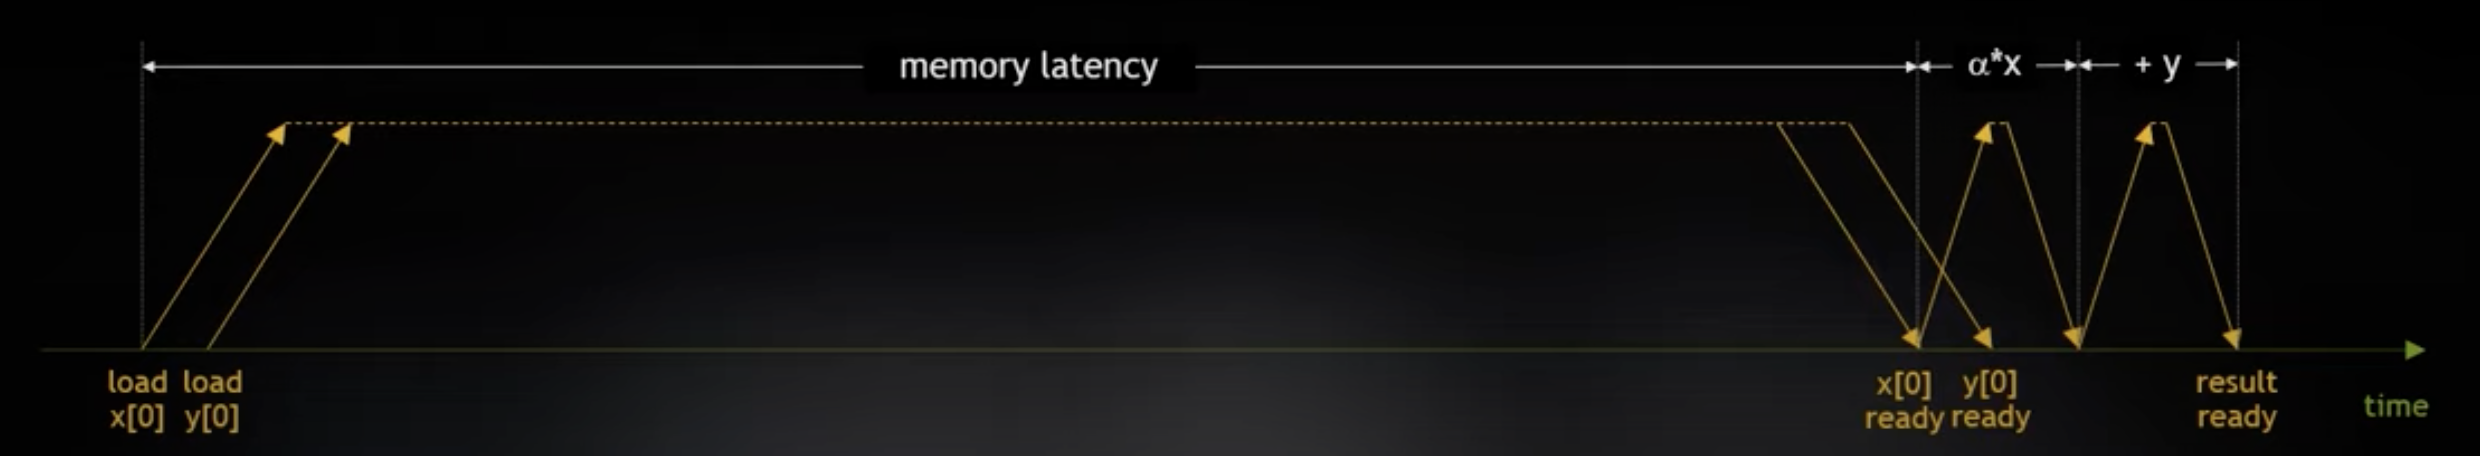 memory latency
α*x
+ y
load
x[0]
load
y[0]
x[0]
ready
y[0]
ready
result
ready
time